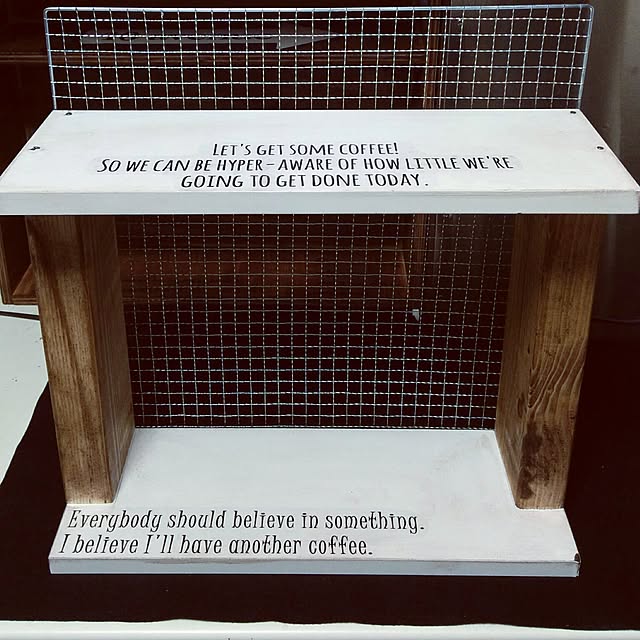 LET'S GET SOME COFFEE!
SO WE CAN BE HYPER-AWARE OF HOW LITTLE WE'RE
GOING TO GET DONE TODAY.
Everybody should believe in something.
I believe I'll have another coffee.